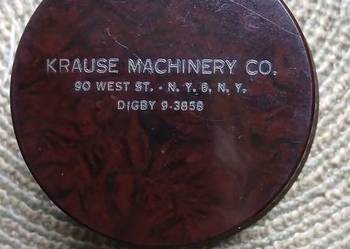 KRAUSE MACHINERY CO.
90 WEST ST. - N. Y. 6, N. Y.
DIGBY 9-3858